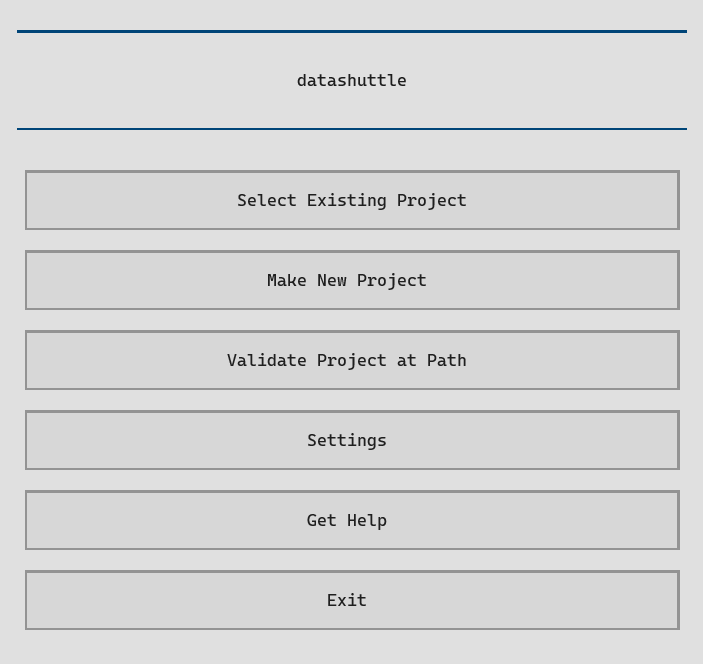 datashuttle
Select Existing Project
Make New Project
Validate Project at Path
Settings
Get Help
Exit